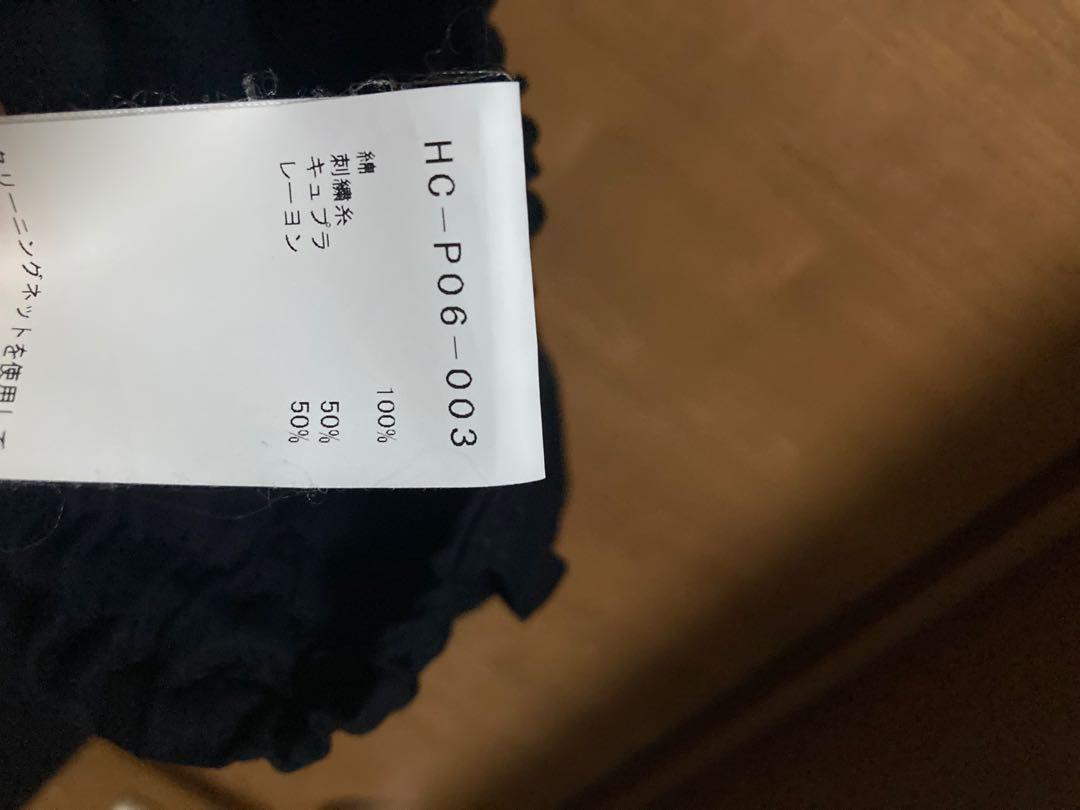 HC-P06-003
綿 100%
刺繍糸
キュプラ 50%
レーヨン 50%
リーニングネットを使用して